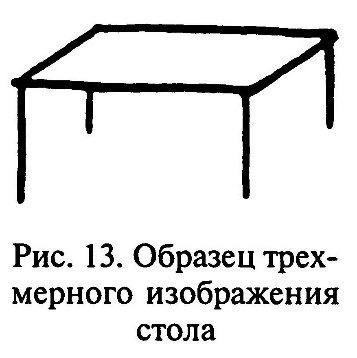 Рис. 13. Образец трех-
мерного изображения
стола